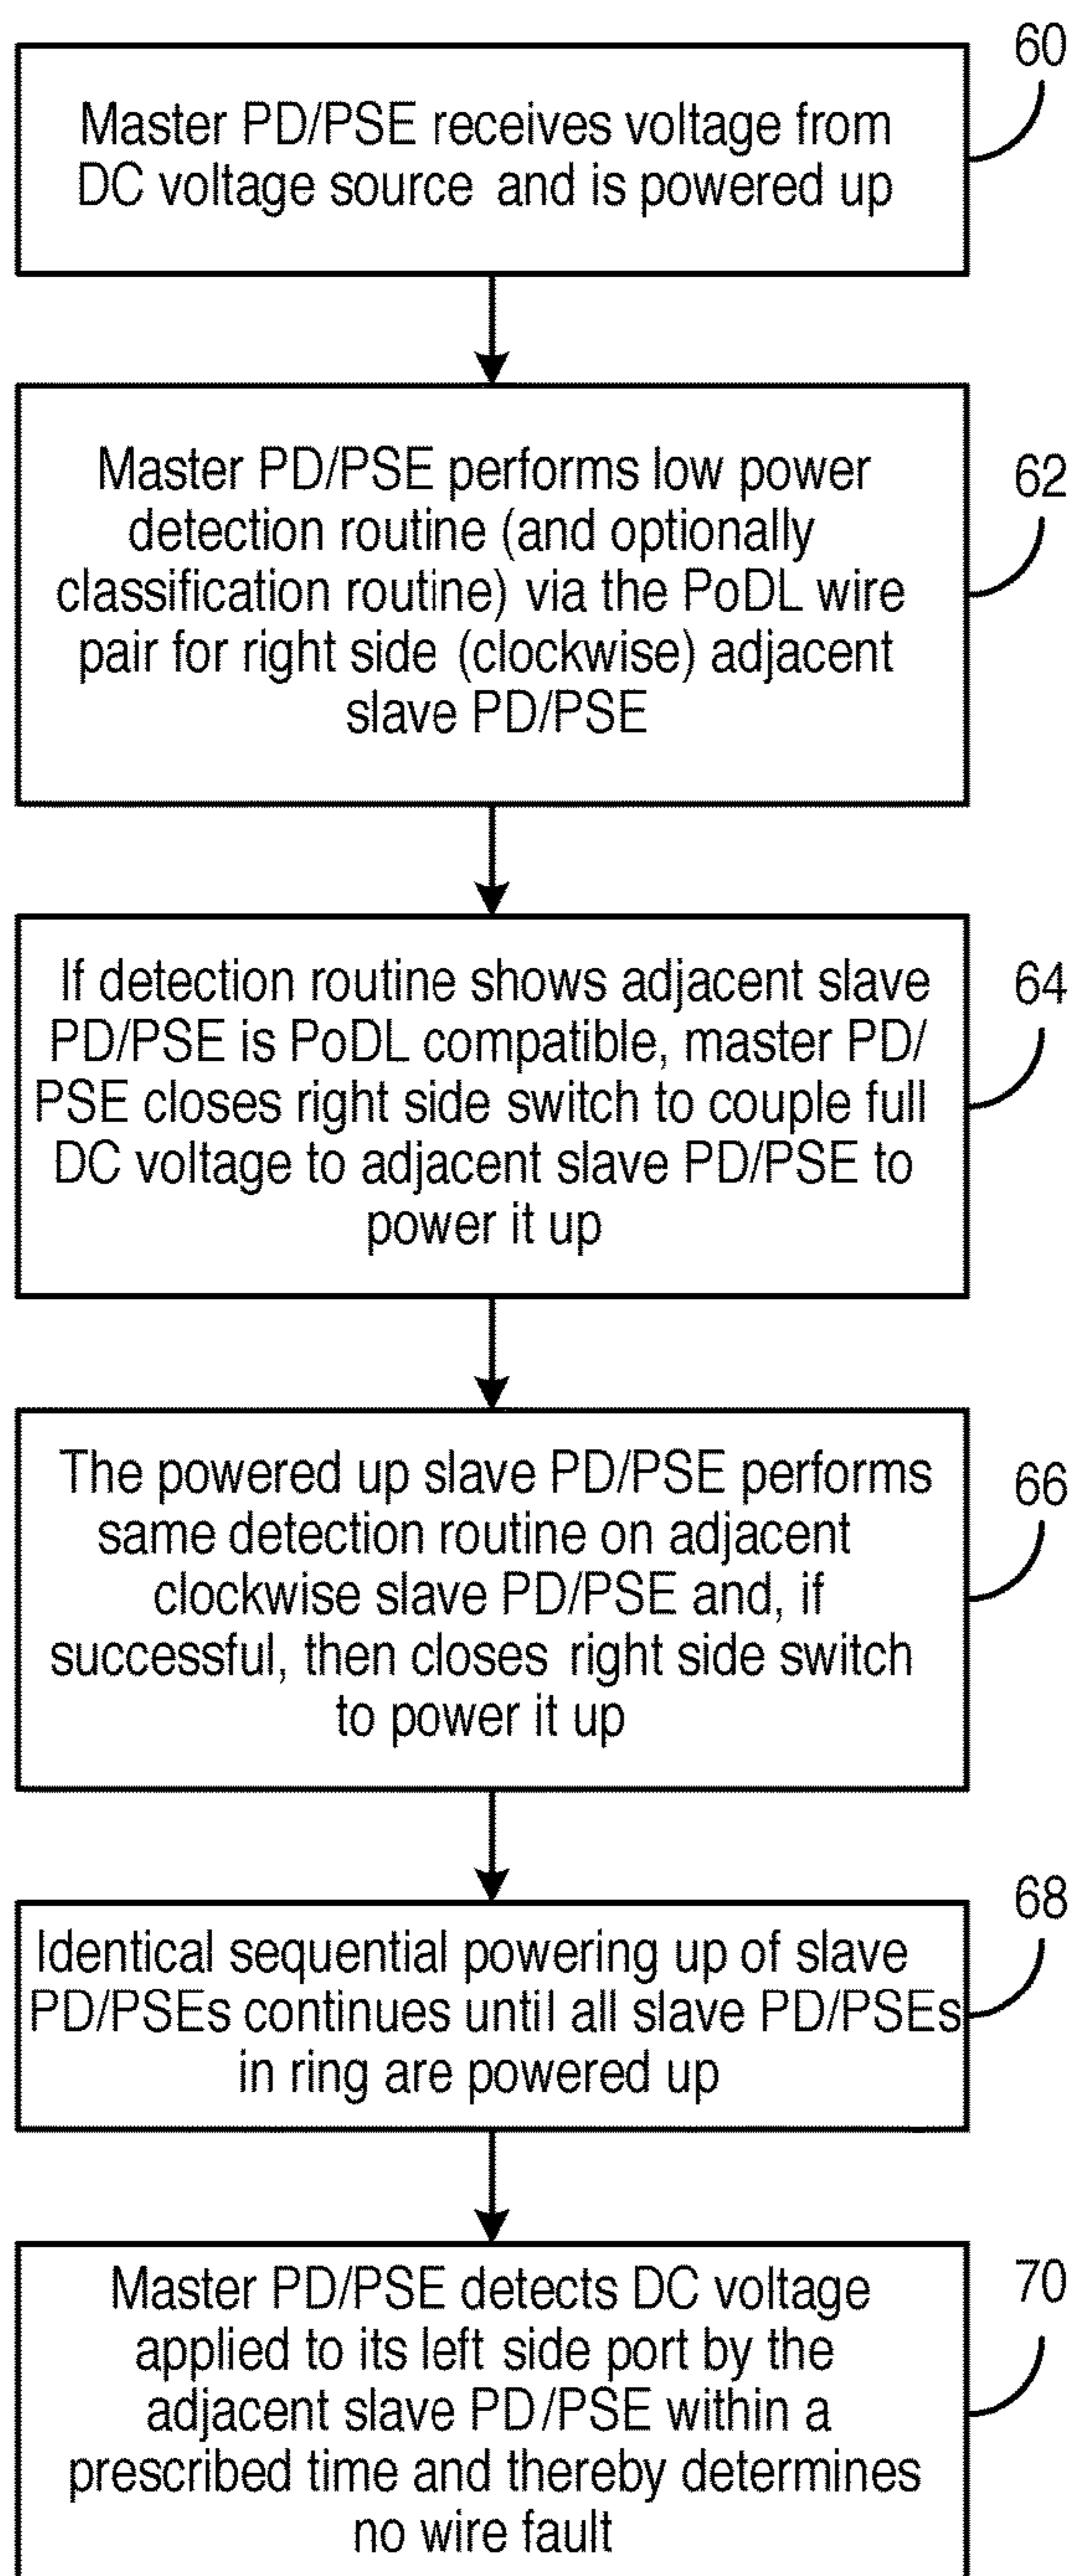 60
Master PD/PSE receives voltage from
DC voltage source and is powered up
62
Master PD/PSE performs low power
detection routine (and optionally
classification routine) via the PoDL wire
pair for right side (clockwise) adjacent
slave PD/PSE
64
If detection routine shows adjacent slave
PD/PSE is PoDL compatible, master PD/
PSE closes right side switch to couple full
DC voltage to adjacent slave PD/PSE to
power it up
66
The powered up slave PD/PSE performs
same detection routine on adjacent
clockwise slave PD/PSE and, if
successful, then closes right side switch
to power it up
68
Identical sequential powering up of slave
PD/PSEs continues until all slave PD/PSEs
in ring are powered up
70
Master PD/PSE detects DC voltage
applied to its left side port by the
adjacent slave PD/PSE within a
prescribed time and thereby determines
no wire fault